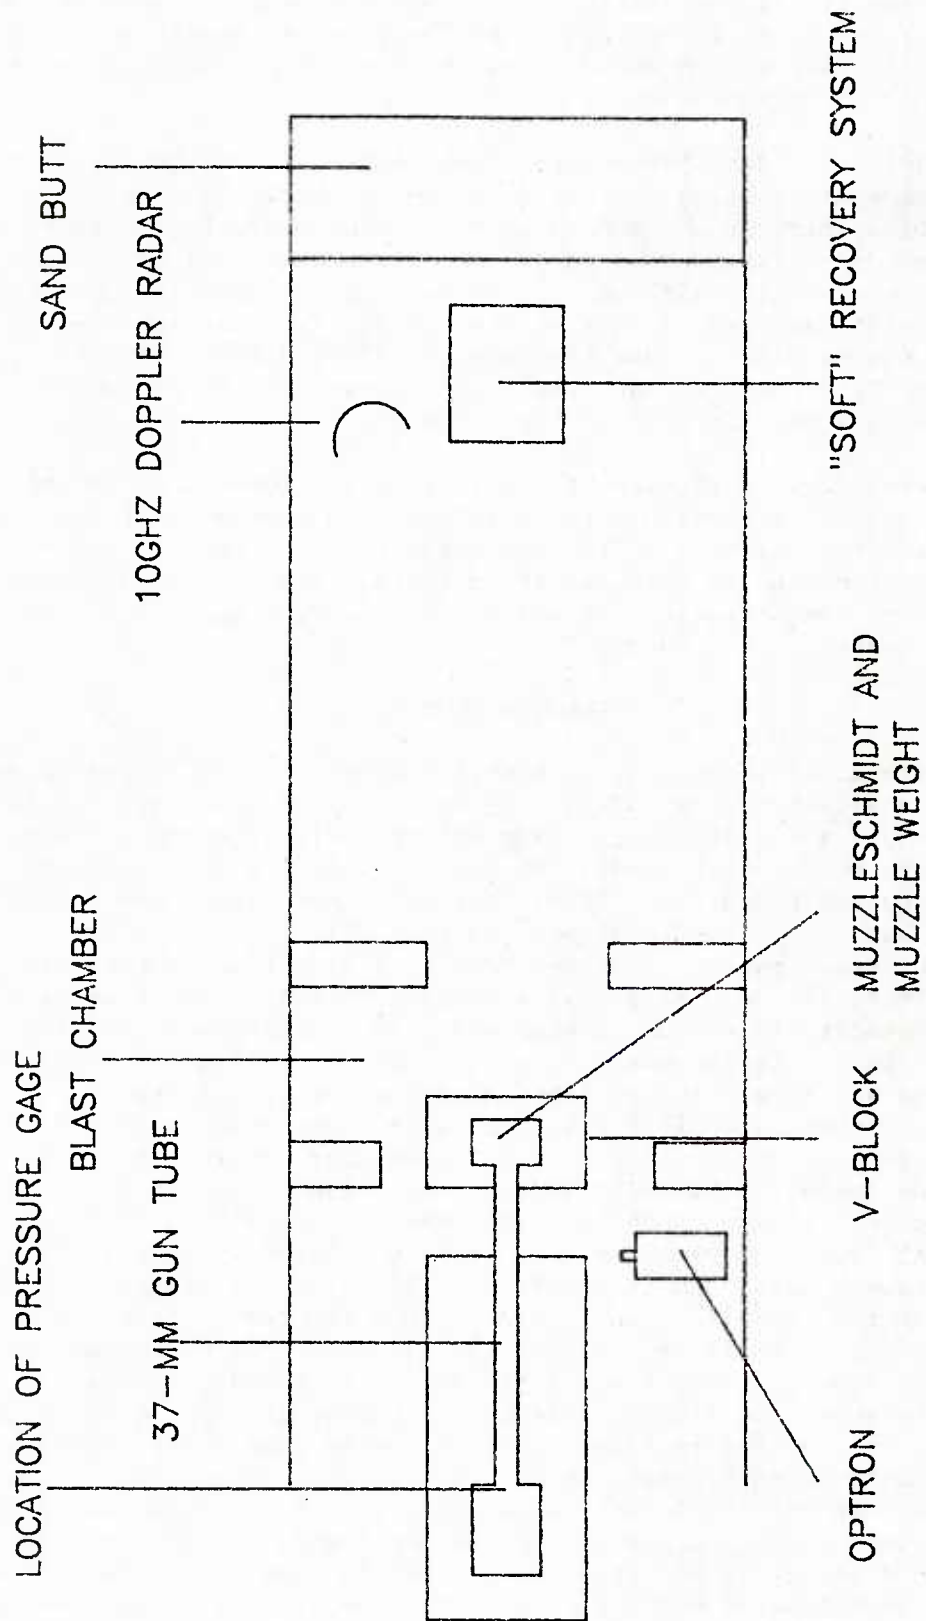 LOCATION OF PRESSURE GAGE
BLAST CHAMBER
37-MM GUN TUBE
10GHZ DOPPLER RADAR
SAND BUTT
OPTRON
V-BLOCK
MUZZLESCHMIDT AND
MUZZLE WEIGHT
"SOFT" RECOVERY SYSTEM